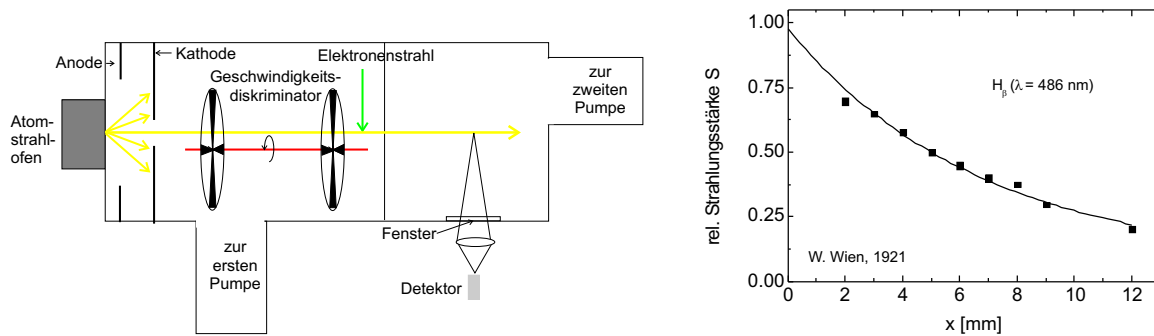 Anode
Kathode
Elektronenstrahl
Geschwindigkeits-
diskriminator
zur
zweiten
Pumpe
Atom-
strahl-
ofen
Fenster
zur
ersten
Pumpe
Detektor
rel. Strahlungsstärke S
1.00
0.75
0.50
0.25
0.00
H_β (λ = 486 nm)
W. Wien, 1921
0 2 4 6 8 10 12
x [mm]